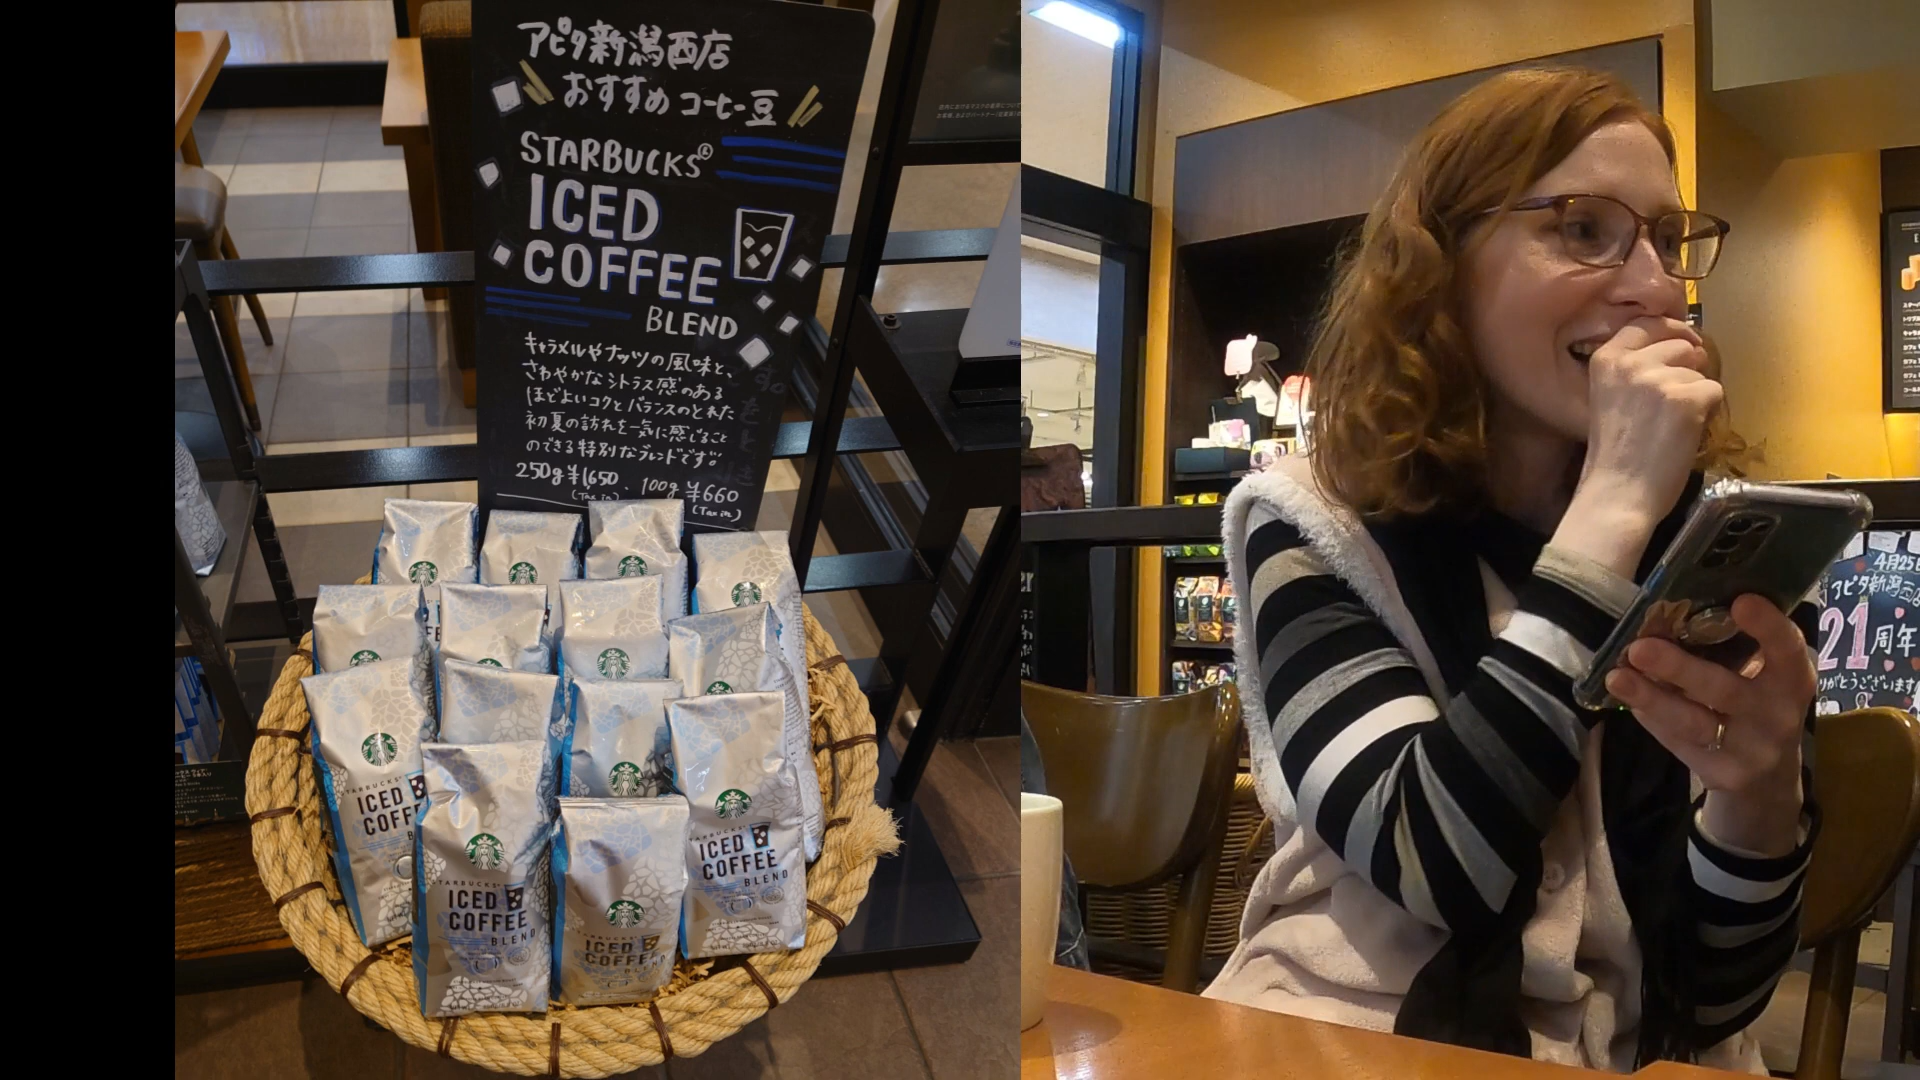 アピタ新潟西店
おすすめ コーヒー豆
STARBUCKS®
ICED
COFFEE
BLEND
キャラメルやナッツの風味と、
さわやかなシトラス感のある
ほどよいコクとバランスのとれた
初夏の訪れを一気に感じること
のできる特別なブレンドです。
250g ¥1650、100g ¥660
(Tax in) (Tax in)
ICED
COFFE
STARBUCKS
ICED
COFFEE
BLEND
ICED
COFFEE
BLEND
STARBUCKS
ICED
COFFEE
BLEND
4月25日
アピタ新潟西店
21周年
りがとうございます